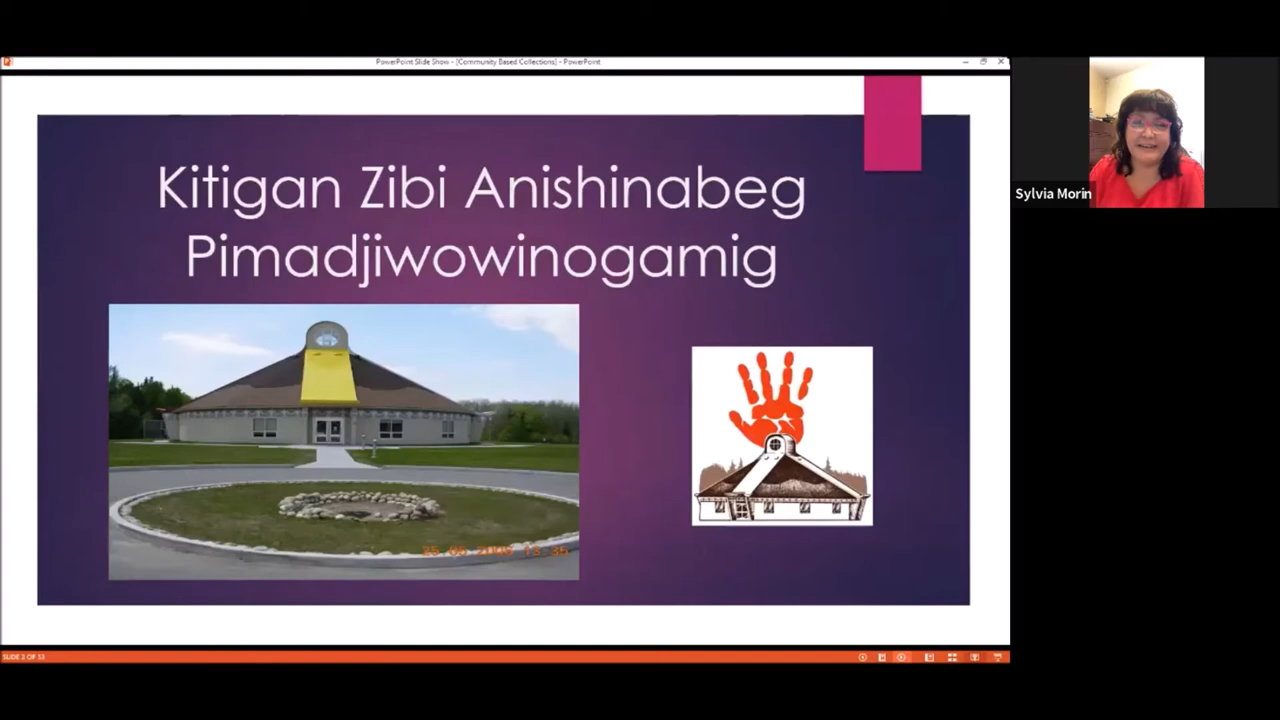 PowerPoint Slide Show - [Community Based Collections] - PowerPoint
Kitigan Zibi Anishinabeg
Pimadjiwowinogamig
Sylvia Morin